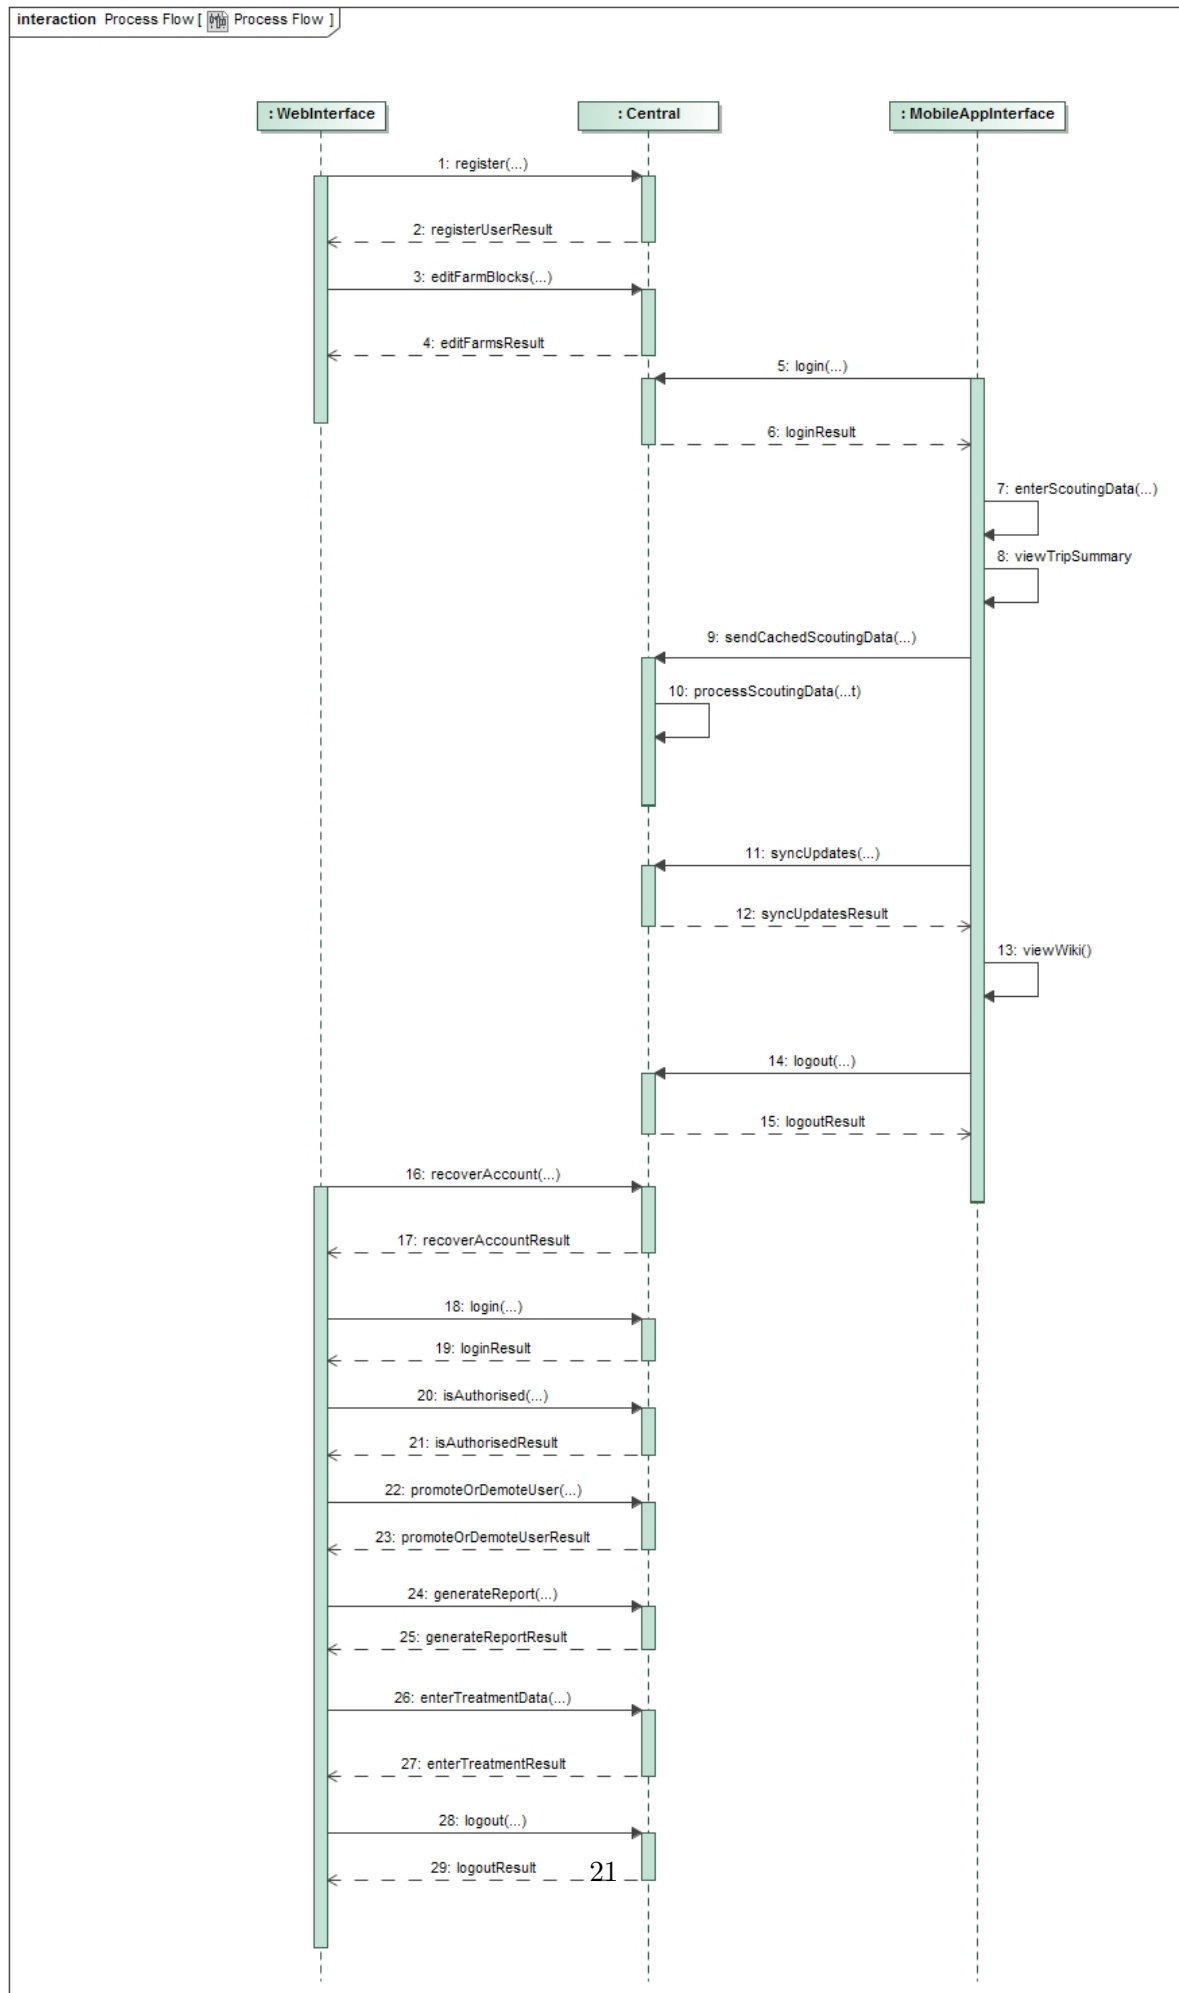 interaction Process Flow [ Process Flow ]
: WebInterface
: Central
: MobileAppInterface
1: register(...)
2: registerUserResult
3: editFarmBlocks(...)
4: editFarmsResult
5: login(...)
6: loginResult
7: enterScoutingData(...)
8: viewTripSummary
9: sendCachedScoutingData(...)
10: processScoutingData(...t)
11: syncUpdates(...)
12: syncUpdatesResult
13: viewWiki()
14: logout(...)
15: logoutResult
16: recoverAccount(...)
17: recoverAccountResult
18: login(...)
19: loginResult
20: isAuthorised(...)
21: isAuthorisedResult
22: promoteOrDemoteUser(...)
23: promoteOrDemoteUserResult
24: generateReport(...)
25: generateReportResult
26: enterTreatmentData(...)
27: enterTreatmentResult
28: logout(...)
29: logoutResult
21